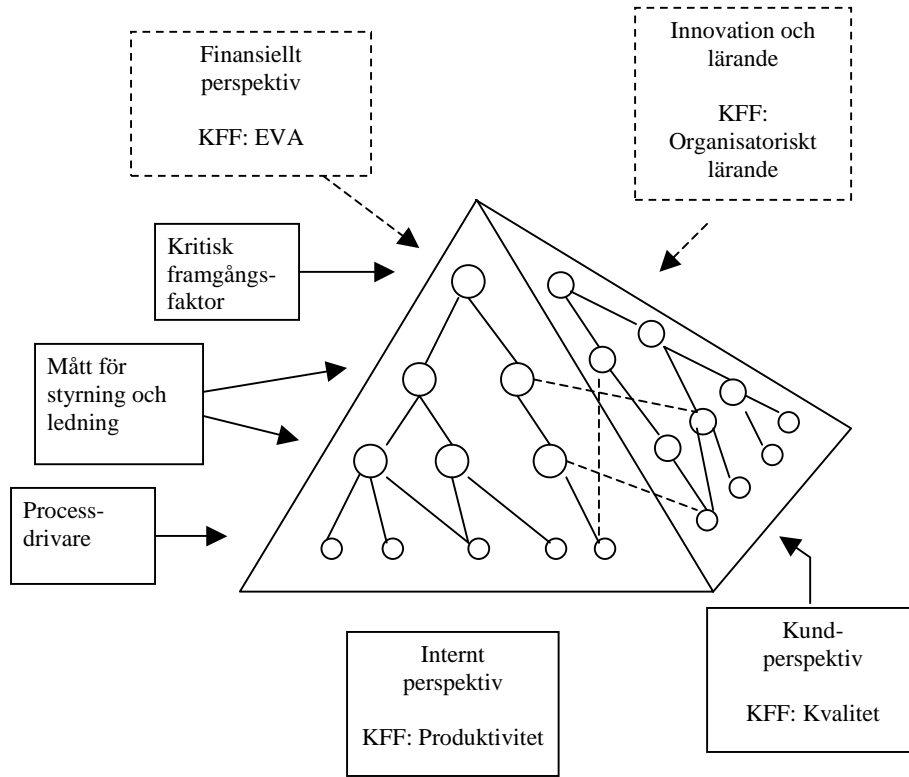 Finansiellt
perspektiv
KFF: EVA
Innovation och
lärande
KFF:
Organisatoriskt
lärande
Kritisk
framgångs-
faktor
Mått för
styrning och
ledning
Process-
drivare
Internt
perspektiv
KFF: Produktivitet
Kund-
perspektiv
KFF: Kvalitet